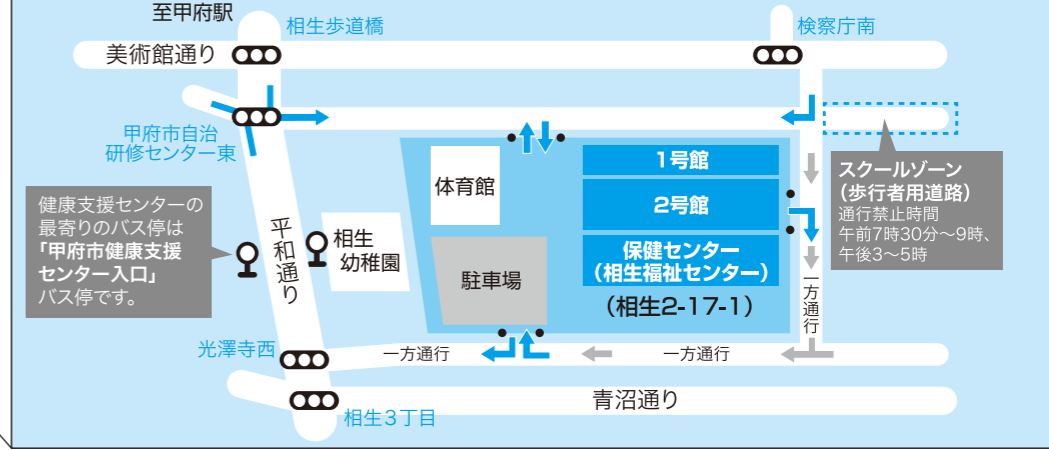 至甲府駅
相生歩道橋
検察庁南
美術館通り
甲府市自治
研修センター東
健康支援センターの
最寄りのバス停は
「甲府市健康支援
センター入口」
バス停です。
平和通り
相生
幼稚園
体育館
駐車場
1号館
2号館
保健センター
（相生福祉センター）
（相生2-17-1）
スクールゾーン
（歩行者用道路）
通行禁止時間
午前7時30分〜9時、
午後3〜5時
一方通行
光澤寺西
一方通行
一方通行
青沼通り
相生3丁目